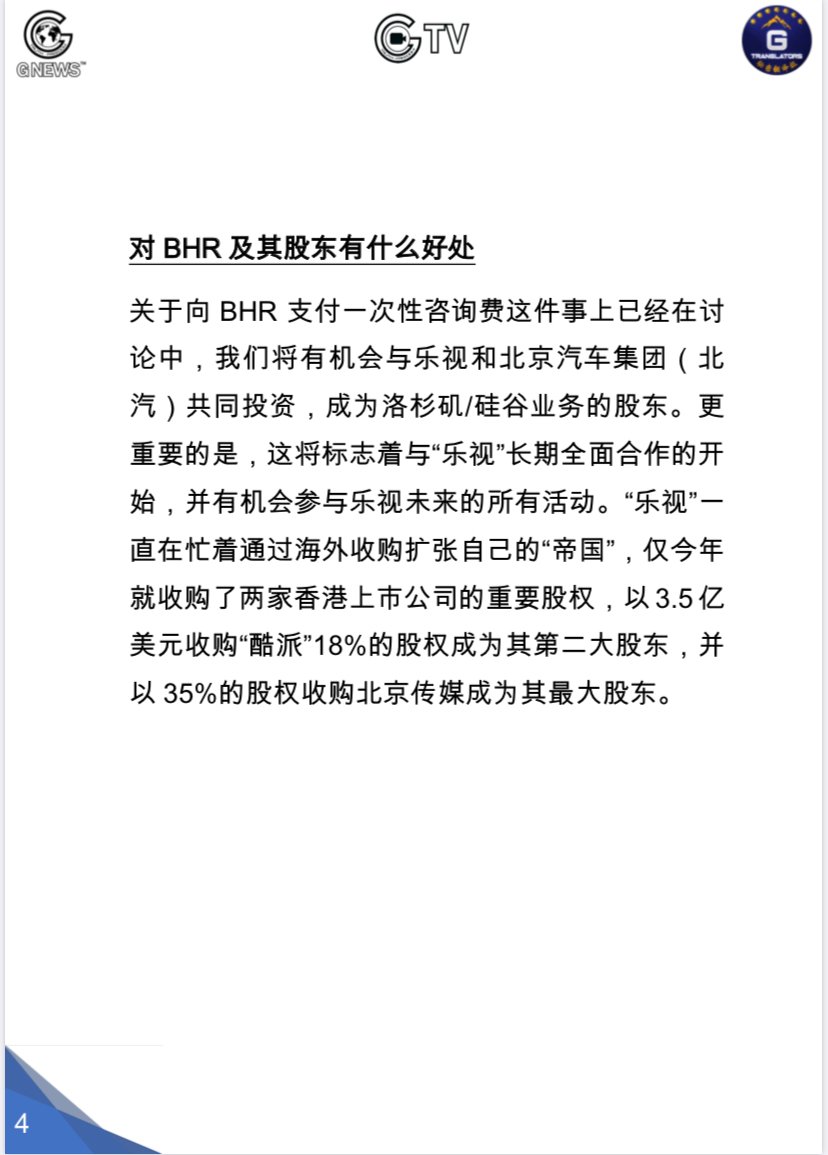 GNEWS™
GTV
G
TRANSLATORS
对 BHR 及其股东有什么好处
关于向 BHR 支付一次性咨询费这件事上已经在讨
论中，我们将有机会与乐视和北京汽车集团（北
汽）共同投资，成为洛杉矶/硅谷业务的股东。更
重要的是，这将标志着与“乐视”长期全面合作的开
始，并有机会参与乐视未来的所有活动。“乐视”一
直在忙着通过海外收购扩张自己的“帝国”，仅今年
就收购了两家香港上市公司的重要股权，以 3.5 亿
美元收购“酷派”18%的股权成为其第二大股东，并
以 35%的股权收购北京传媒成为其最大股东。
4